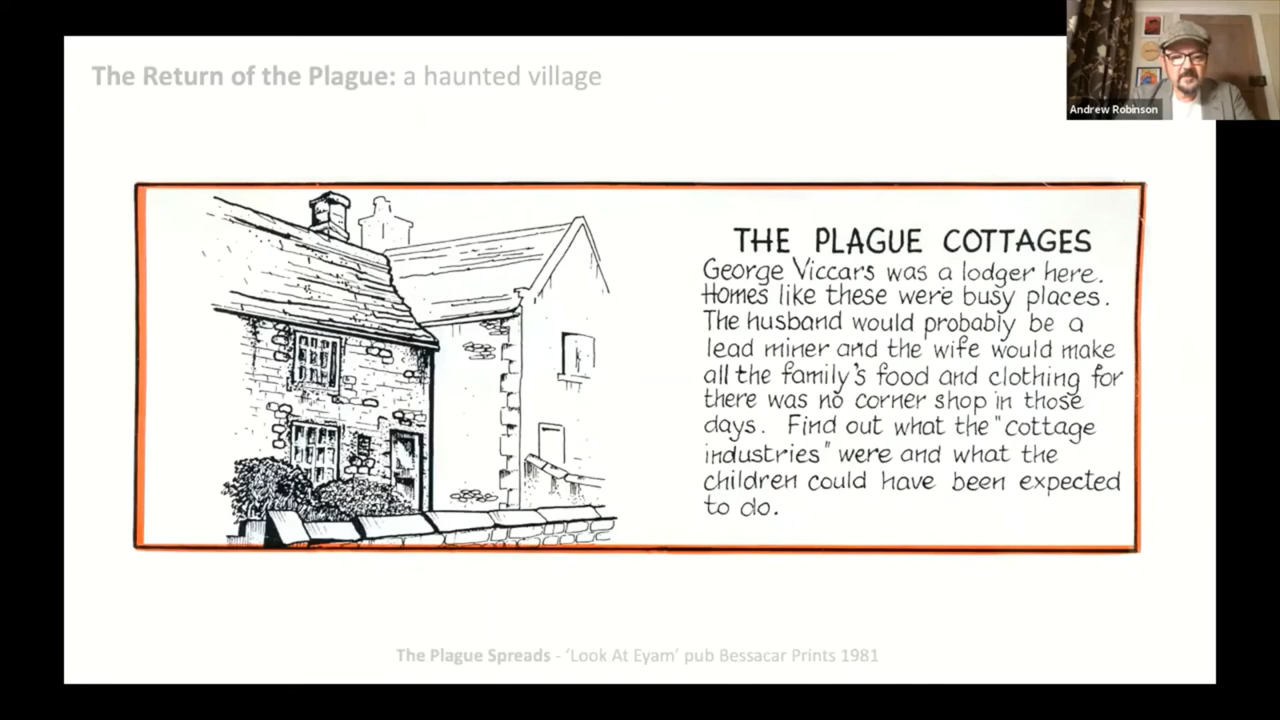 The Return of the Plague: a haunted village
Andrew Robinson
THE PLAGUE COTTAGES
George Viccars was a lodger here.
Homes like these were busy places.
The husband would probably be a
lead miner and the wife would make
all the family's food and clothing for
there was no corner shop in those
days. Find out what the "cottage
industries" were and what the
children could have been expected
to do.
The Plague Spreads - 'Look At Eyam' pub Bessacar Prints 1981